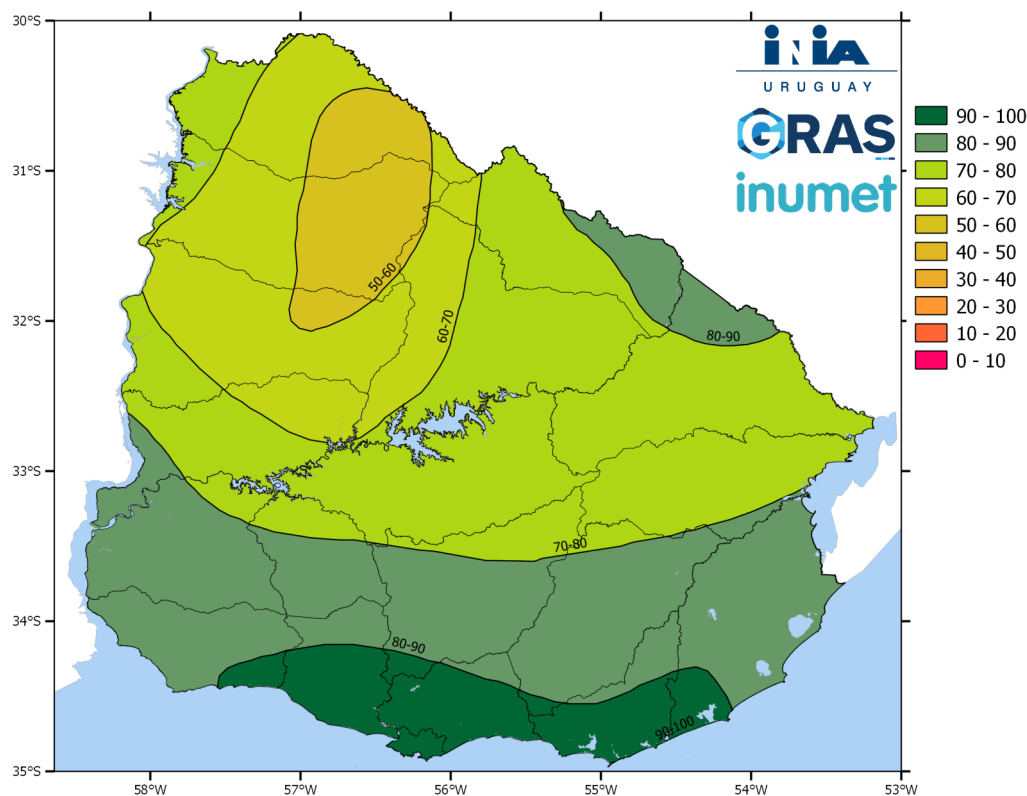 30°S
31°S
32°S
33°S
34°S
35°S
58°W
57°W
56°W
55°W
54°W
53°W
50-60
60-70
80-90
70-80
80-90
90-100
INIA
URUGUAY
GRAS
inumet
90 - 100
80 - 90
70 - 80
60 - 70
50 - 60
40 - 50
30 - 40
20 - 30
10 - 20
0 - 10